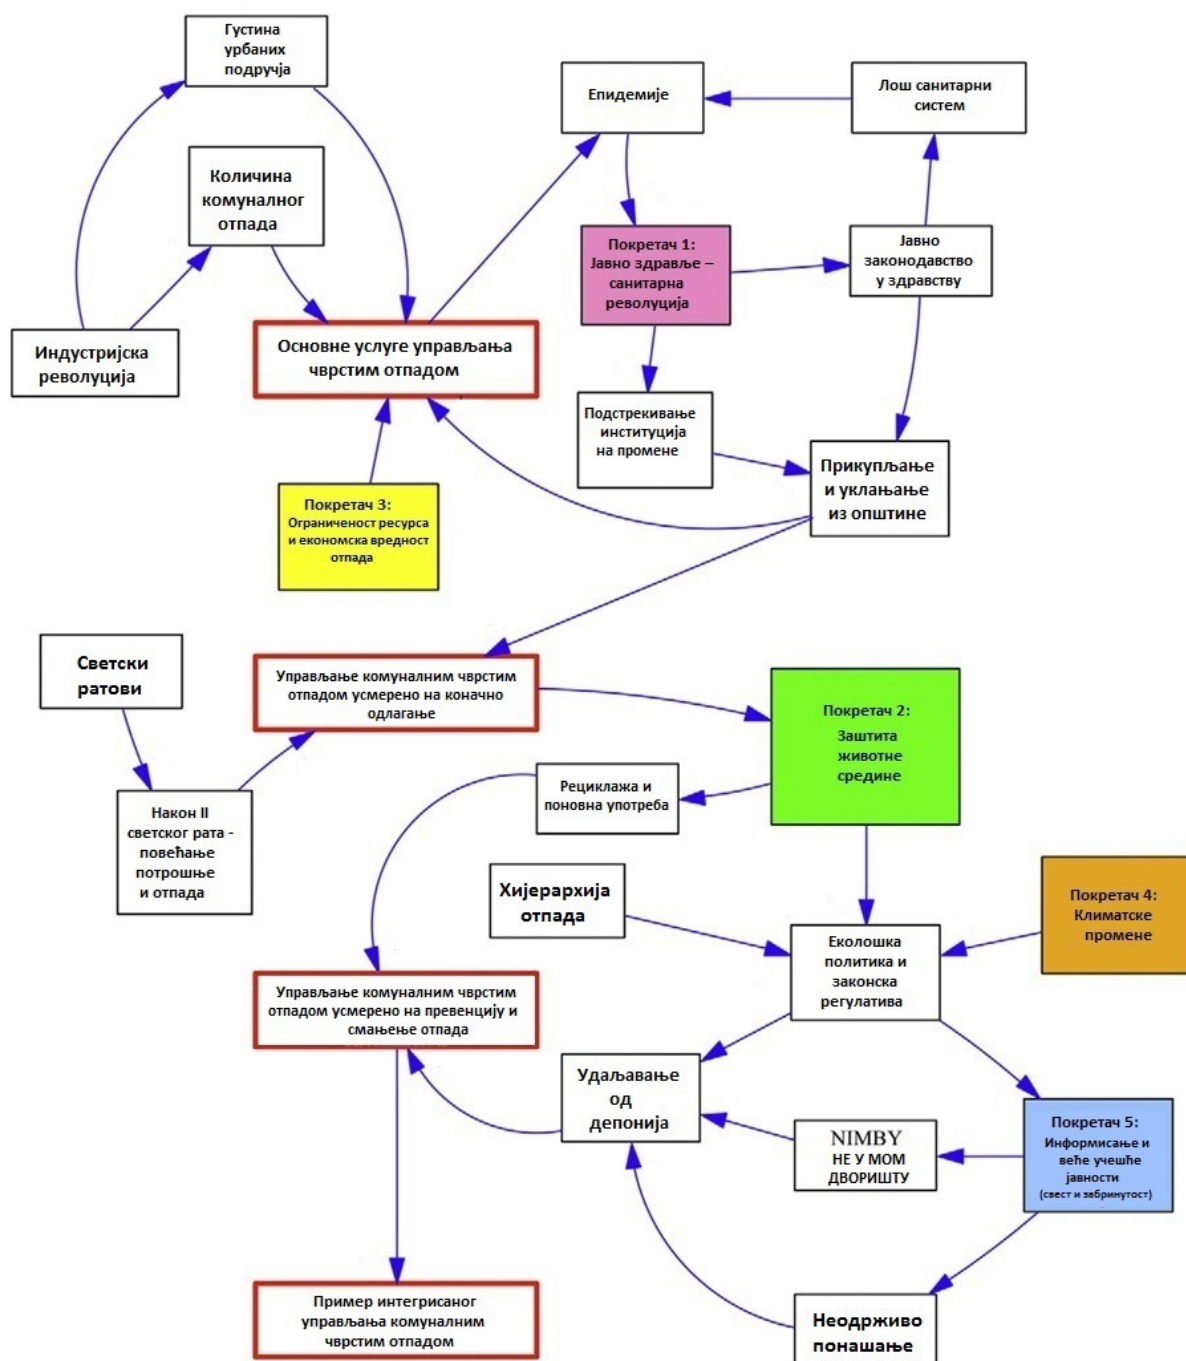 Густина
урбаних
подручја
Епидемије
Лош санитарни
систем
Количина
комуналног
отпада
Покретач 1:
Јавно здравље –
санитарна
револуција
Јавно
законодавство
у здравству
Индустријска
револуција
Основне услуге управљања
чврстим отпадом
Подстрекивање
институција
на промене
Прикупљање
и уклањање
из општине
Покретач 3:
Ограниченост ресурса
и економска вредност
отпада
Светски
ратови
Управљање комуналним чврстим
отпадом усмерено на коначно
одлагање
Покретач 2:
Заштита
животне
средине
Рециклажа и
поновна употреба
Након II
светског рата -
повећање
потрошње
и отпада
Хијерархија
отпада
Покретач 4:
Климатске
промене
Еколошка
политика и
законска
регулатива
Управљање комуналним чврстим
отпадом усмерено на превенцију и
смањење отпада
Удаљавање
од
депонија
NIMBY
НЕ У МОМ
ДВОРИШТУ
Покретач 5:
Информисање и
веће учешће
јавности
(свест и забринутост)
Пример интегрисаног
управљања комуналним
чврстим отпадом
Неодрживо
понашање